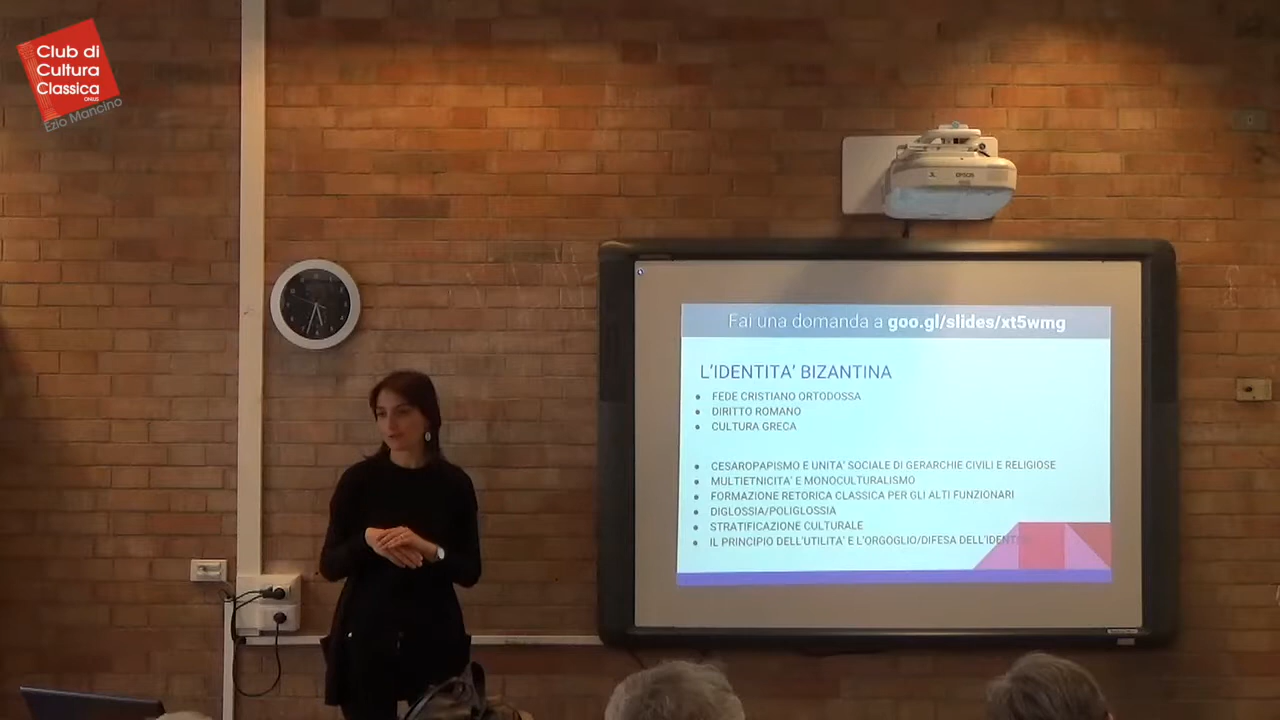 Club di
Cultura
Classica
ONLUS
Ezio Mancino
EPSON
Fai una domanda a goo.gl/slides/xt5wmg
L'IDENTITA' BIZANTINA
● FEDE CRISTIANO ORTODOSSA
● DIRITTO ROMANO
● CULTURA GRECA
● CESAROPAPISMO E UNITA' SOCIALE DI GERARCHIE CIVILI E RELIGIOSE
● MULTIETNICITA' E MONOCULTURALISMO
● FORMAZIONE RETORICA CLASSICA PER GLI ALTI FUNZIONARI
● DIGLOSSIA/POLIGLOSSIA
● STRATIFICAZIONE CULTURALE
● IL PRINCIPIO DELL'UTILITA' E L'ORGOGLIO/DIFESA